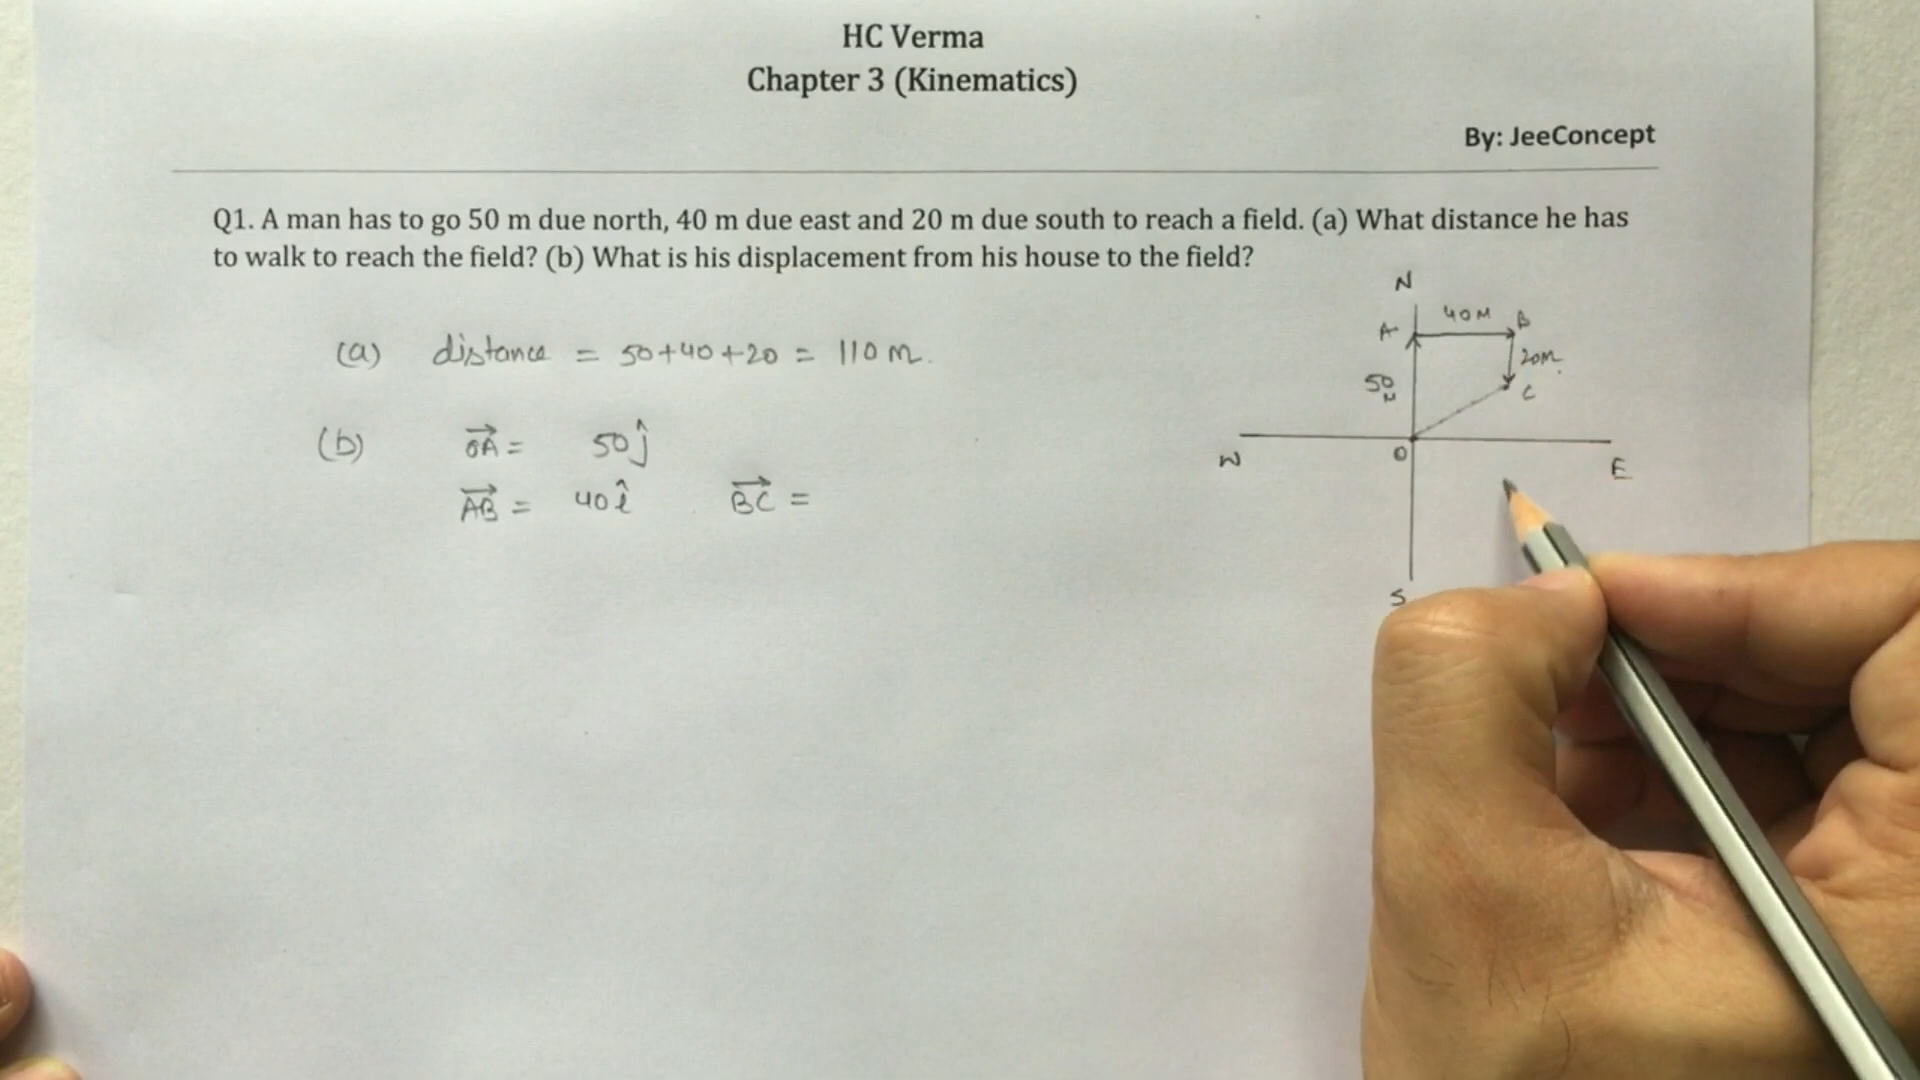 HC Verma
Chapter 3 (Kinematics)
By: JeeConcept
Q1. A man has to go 50 m due north, 40 m due east and 20 m due south to reach a field. (a) What distance he has
to walk to reach the field? (b) What is his displacement from his house to the field?
(a) distance = 50+40+20 = 110 m.
(b) \vec{OA} = 50ĵ
\vec{AB} = 40î \vec{BC} =
N
A 40 M B
20m.
50 M C
W O E
S